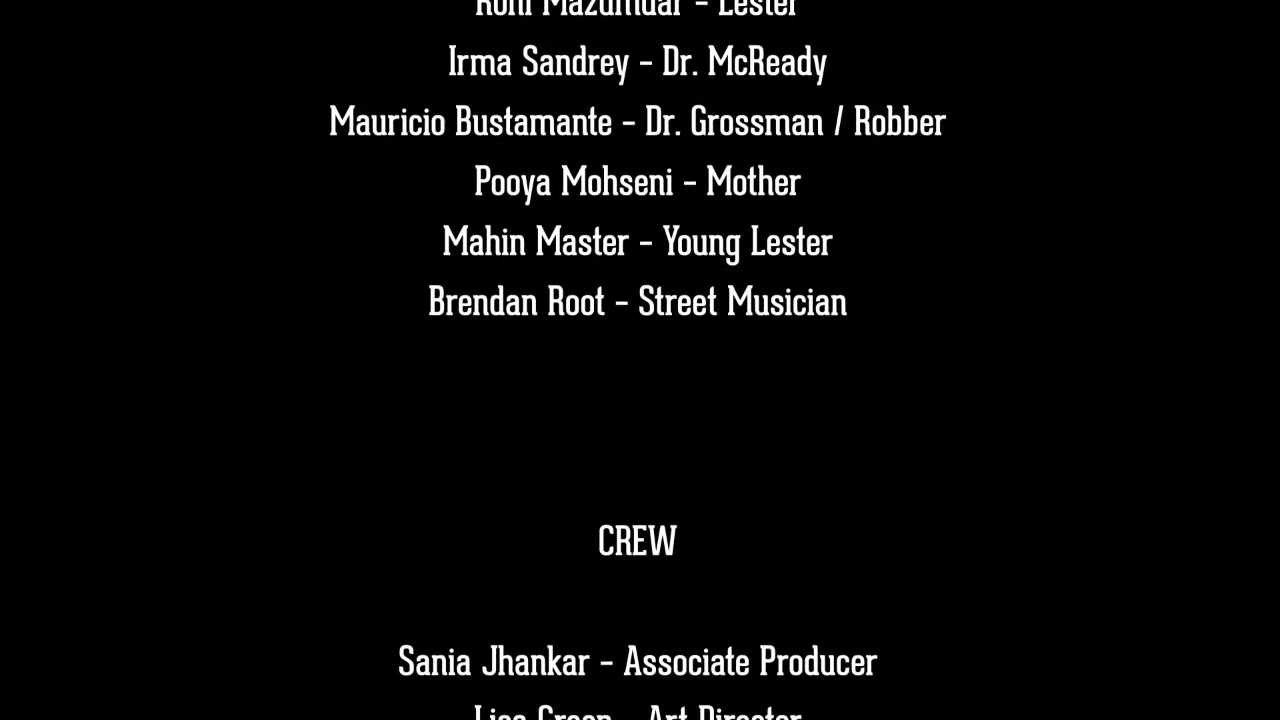 Roni Mazumdar - Lester
Irma Sandrey - Dr. McReady
Mauricio Bustamante - Dr. Grossman / Robber
Pooya Mohseni - Mother
Mahin Master - Young Lester
Brendan Root - Street Musician
CREW
Sania Jhankar - Associate Producer
Lisa Green - Art Director